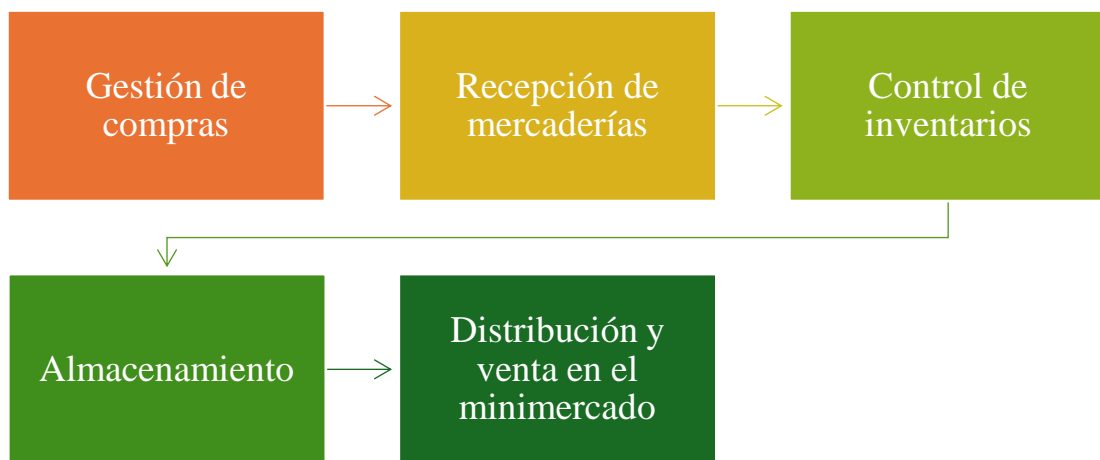 Gestión de
compras
Recepción de
mercaderías
Control de
inventarios
Almacenamiento
Distribución y
venta en el
minimercado